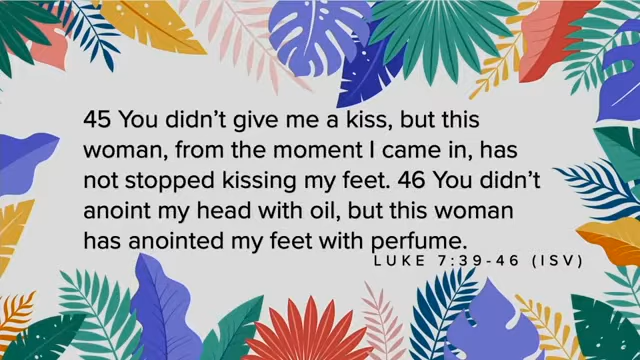 45 You didn’t give me a kiss, but this
woman, from the moment I came in, has
not stopped kissing my feet. 46 You didn’t
anoint my head with oil, but this woman
has anointed my feet with perfume.
LUKE 7:39-46 (ISV)